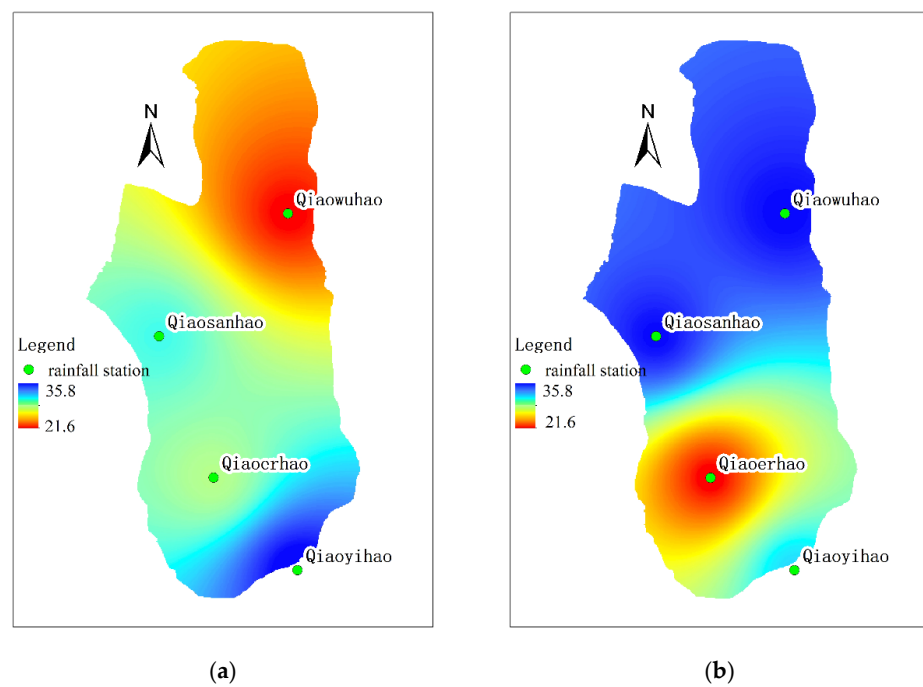 N
Qiaowuhao
Qiaosanhao
Legend
rainfall station
35.8
21.6
Qiaocrhao
Qiaoyihao
(a)
N
Qiaowuhao
Qiaosanhao
Legend
rainfall station
35.8
21.6
Qiaoerhao
Qiaoyihao
(b)